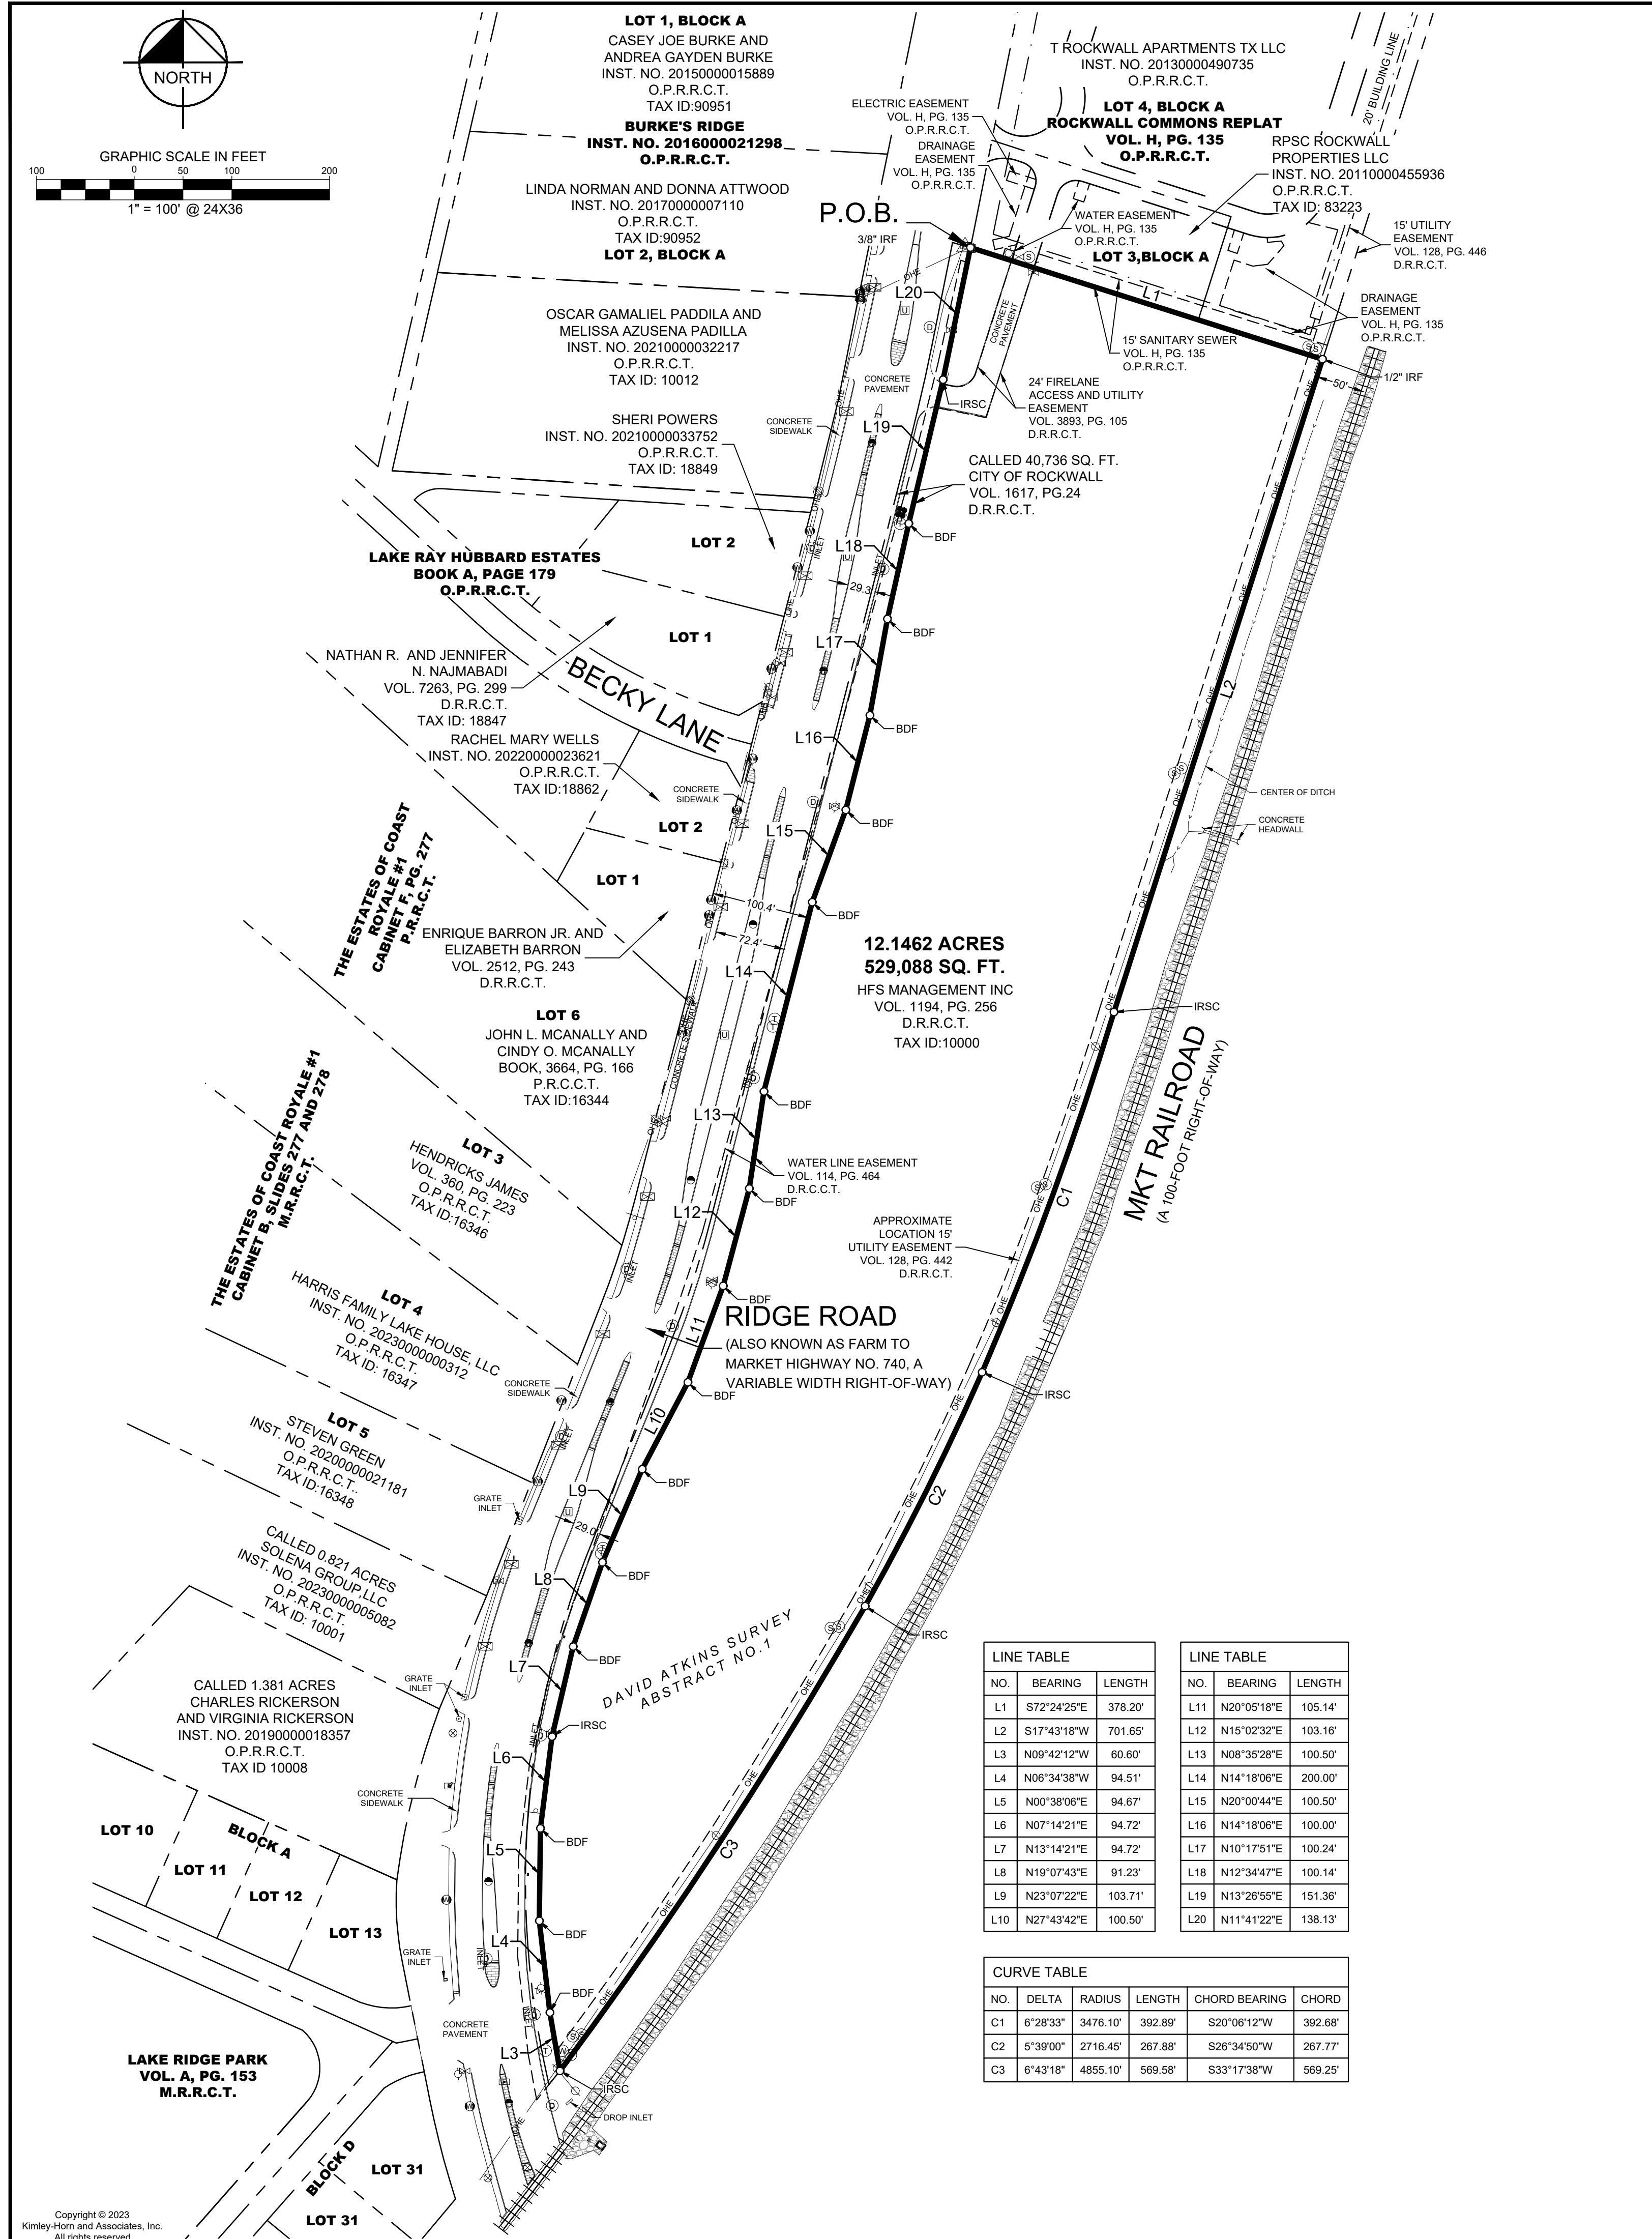 NORTH
GRAPHIC SCALE IN FEET
100 0 50 100 200
1" = 100' @ 24X36
LOT 1, BLOCK A
CASEY JOE BURKE AND
ANDREA GAYDEN BURKE
INST. NO. 20150000015889
O.P.R.R.C.T.
TAX ID:90951
BURKE'S RIDGE
INST. NO. 2016000021298
O.P.R.R.C.T.
LINDA NORMAN AND DONNA ATTWOOD
INST. NO. 20170000007110
O.P.R.R.C.T.
TAX ID:90952
LOT 2, BLOCK A
T ROCKWALL APARTMENTS TX LLC
INST. NO. 20130000490735
O.P.R.R.C.T.
LOT 4, BLOCK A
ROCKWALL COMMONS REPLAT
VOL. H, PG. 135
O.P.R.R.C.T.
20' BUILDING LINE
ELECTRIC EASEMENT
VOL. H, PG. 135
O.P.R.R.C.T.
DRAINAGE
EASEMENT
VOL. H, PG. 135
O.P.R.R.C.T.
RPSC ROCKWALL
PROPERTIES LLC
INST. NO. 20110000455936
O.P.R.R.C.T.
TAX ID: 83223
WATER EASEMENT
VOL. H, PG. 135
O.P.R.R.C.T.
LOT 3,BLOCK A
15' UTILITY
EASEMENT
VOL. 128, PG. 446
D.R.R.C.T.
DRAINAGE
EASEMENT
VOL. H, PG. 135
O.P.R.R.C.T.
P.O.B.
3/8" IRF
OHE
L20
L1
CONCRETE
PAVEMENT
15' SANITARY SEWER
VOL. H, PG. 135
O.P.R.R.C.T.
1/2" IRF
50'
OSCAR GAMALIEL PADDILA AND
MELISSA AZUSENA PADILLA
INST. NO. 20210000032217
O.P.R.R.C.T.
TAX ID: 10012
CONCRETE
PAVEMENT
IRSC
24' FIRELANE
ACCESS AND UTILITY
EASEMENT
VOL. 3893, PG. 105
D.R.R.C.T.
SHERI POWERS
INST. NO. 20210000033752
O.P.R.R.C.T.
TAX ID: 18849
CONCRETE
SIDEWALK
L19
CALLED 40,736 SQ. FT.
CITY OF ROCKWALL
VOL. 1617, PG.24
D.R.R.C.T.
BDF
LOT 2
INLET
L18
INLET
29.3'
LAKE RAY HUBBARD ESTATES
BOOK A, PAGE 179
O.P.R.R.C.T.
BDF
LOT 1
L17
NATHAN R. AND JENNIFER
N. NAJMABADI
VOL. 7263, PG. 299
D.R.R.C.T.
TAX ID: 18847
BECKY LANE
L2
BDF
L16
RACHEL MARY WELLS
INST. NO. 20220000023621
O.P.R.R.C.T.
TAX ID:18862
CONCRETE
SIDEWALK
CENTER OF DITCH
CONCRETE
HEADWALL
LOT 2
L15
BDF
LOT 1
THE ESTATES OF COAST
ROYALE #1
CABINET F, PG. 277
P.R.R.C.T.
100.4'
BDF
72.4'
ENRIQUE BARRON JR. AND
ELIZABETH BARRON
VOL. 2512, PG. 243
D.R.R.C.T.
12.1462 ACRES
529,088 SQ. FT.
HFS MANAGEMENT INC
VOL. 1194, PG. 256
D.R.R.C.T.
TAX ID:10000
L14
IRSC
LOT 6
JOHN L. MCANALLY AND
CINDY O. MCANALLY
BOOK, 3664, PG. 166
P.R.C.C.T.
TAX ID:16344
CONCRETE SIDEWALK
MKT RAILROAD
(A 100-FOOT RIGHT-OF-WAY)
THE ESTATES OF COAST ROYALE #1
CABINET B, SLIDES 277 AND 278
M.R.R.C.T.
BDF
L13
LOT 3
HENDRICKS JAMES
VOL. 360, PG. 223
O.P.R.R.C.T.
TAX ID:16346
WATER LINE EASEMENT
VOL. 114, PG. 464
D.R.C.C.T.
BDF
C1
L12
APPROXIMATE
LOCATION 15'
UTILITY EASEMENT
VOL. 128, PG. 442
D.R.R.C.T.
INLET
BDF
LOT 4
HARRIS FAMILY LAKE HOUSE, LLC
INST. NO. 20230000000312
O.P.R.R.C.T.
TAX ID: 16347
RIDGE ROAD
(ALSO KNOWN AS FARM TO
MARKET HIGHWAY NO. 740, A
VARIABLE WIDTH RIGHT-OF-WAY)
L11
BDF
CONCRETE
SIDEWALK
IRSC
LOT 5
STEVEN GREEN
INST. NO. 20200000021181
O.P.R.R.C.T..
TAX ID:16348
INLET
L10
BDF
GRATE
INLET
L9
29.0'
C2
CALLED 0.821 ACRES
SOLENA GROUP,LLC
INST. NO. 20230000005082
O.P.R.R.C.T.
TAX ID: 10001
BDF
L8
DAVID ATKINS SURVEY
ABSTRACT NO.1
IRSC
BDF
L7
GRATE
INLET
CALLED 1.381 ACRES
CHARLES RICKERSON
AND VIRGINIA RICKERSON
INST. NO. 20190000018357
O.P.R.R.C.T.
TAX ID 10008
IRSC
INLET
L6
CONCRETE
SIDEWALK
LOT 10
BLOCK A
LOT 11
LOT 12
LOT 13
BDF
L5
C3
BDF
L4
GRATE
INLET
INLET
BDF
INLET
CONCRETE
PAVEMENT
L3
IRSC
DROP INLET
LAKE RIDGE PARK
VOL. A, PG. 153
M.R.R.C.T.
BLOCK D
LOT 31
LOT 31
LINE TABLE
NO. BEARING LENGTH
L1 S72°24'25"E 378.20'
L2 S17°43'18"W 701.65'
L3 N09°42'12"W 60.60'
L4 N06°34'38"W 94.51'
L5 N00°38'06"E 94.67'
L6 N07°14'21"E 94.72'
L7 N13°14'21"E 94.72'
L8 N19°07'43"E 91.23'
L9 N23°07'22"E 103.71'
L10 N27°43'42"E 100.50'
LINE TABLE
NO. BEARING LENGTH
L11 N20°05'18"E 105.14'
L12 N15°02'32"E 103.16'
L13 N08°35'28"E 100.50'
L14 N14°18'06"E 200.00'
L15 N20°00'44"E 100.50'
L16 N14°18'06"E 100.00'
L17 N10°17'51"E 100.24'
L18 N12°34'47"E 100.14'
L19 N13°26'55"E 151.36'
L20 N11°41'22"E 138.13'
CURVE TABLE
NO. DELTA RADIUS LENGTH CHORD BEARING CHORD
C1 6°28'33" 3476.10' 392.89' S20°06'12"W 392.68'
C2 5°39'00" 2716.45' 267.88' S26°34'50"W 267.77'
C3 6°43'18" 4855.10' 569.58' S33°17'38"W 569.25'
Copyright © 2023
Kimley-Horn and Associates, Inc.
All rights reserved